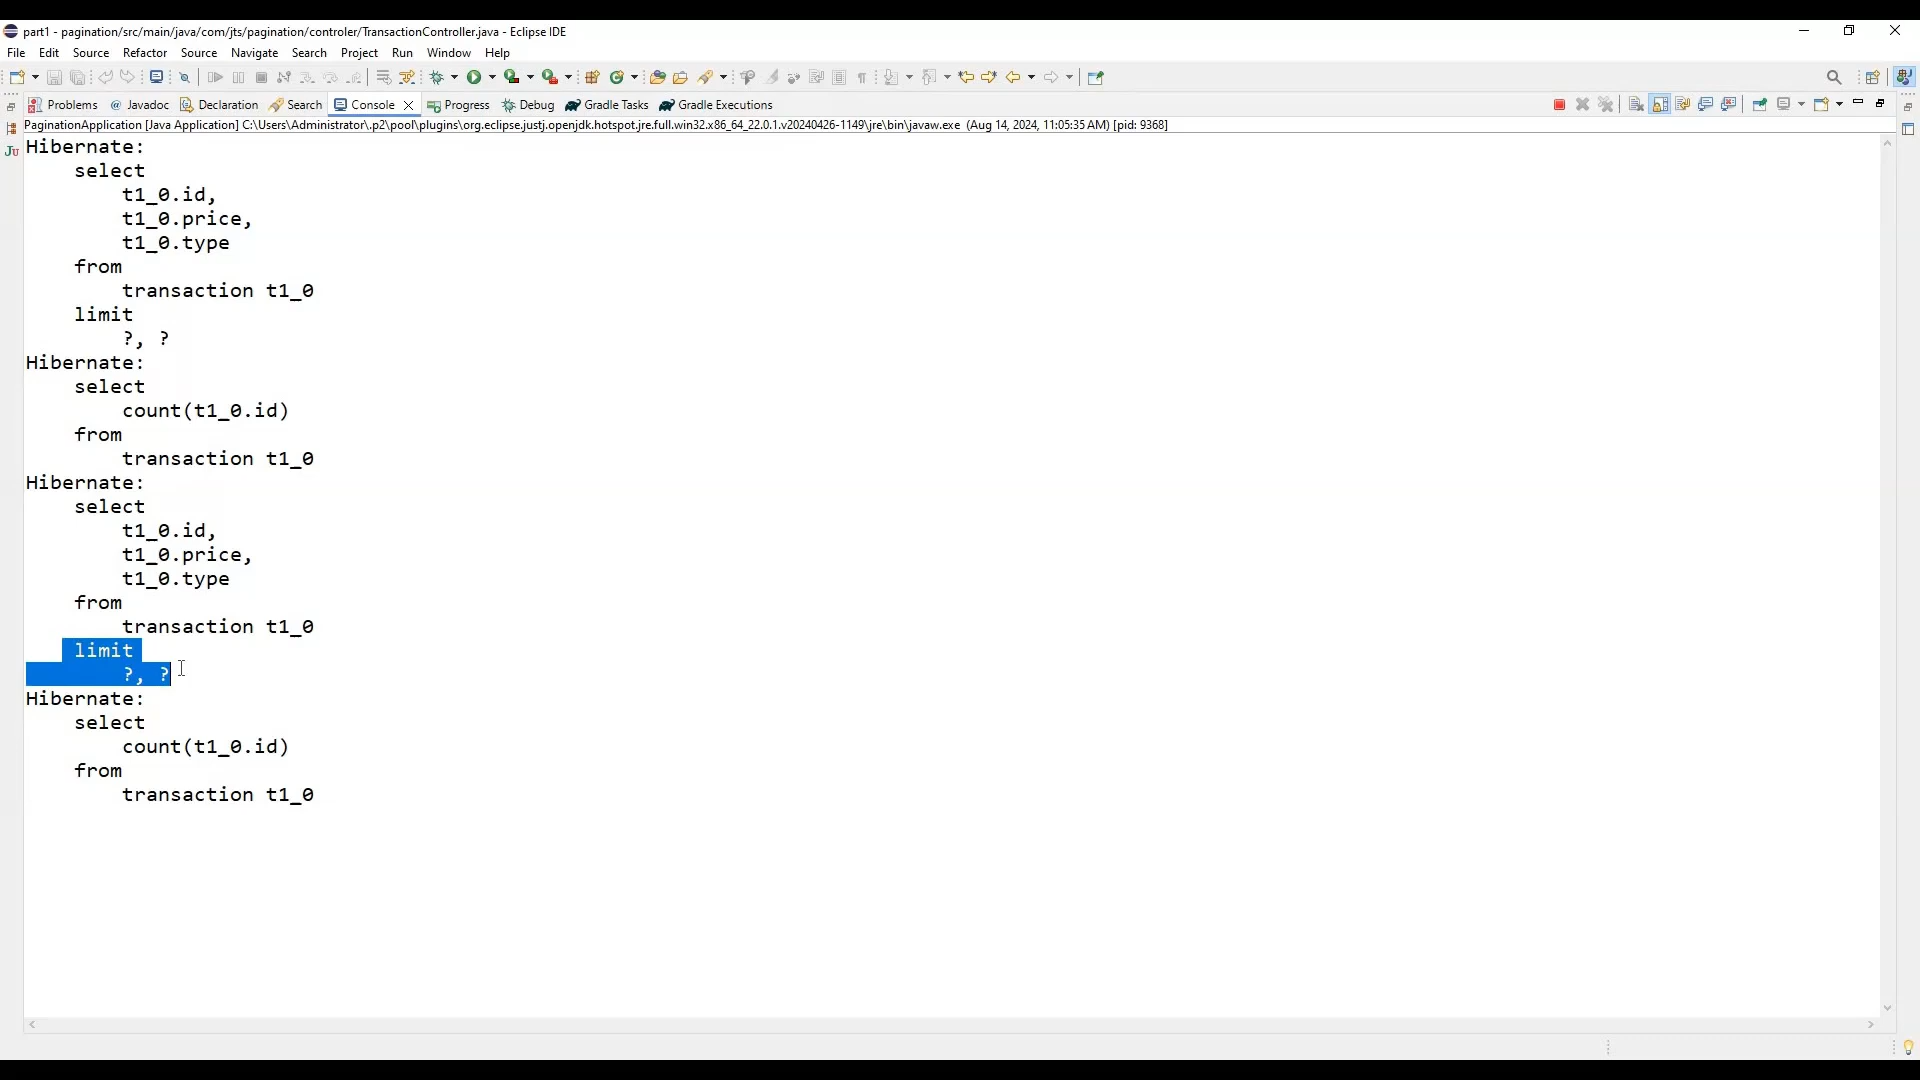 part1 - pagination/src/main/java/com/jts/pagination/controler/TransactionController.java - Eclipse IDE
File Edit Source Refactor Source Navigate Search Project Run Window Help
Problems @ Javadoc Declaration Search Console Progress Debug Gradle Tasks Gradle Executions
PaginationApplication [Java Application] C:\Users\Administrator\.p2\pool\plugins\org.eclipse.justj.openjdk.hotspot.jre.full.win32.x86_64_22.0.1.v20240426-1149\jre\bin\javaw.exe (Aug 14, 2024, 11:05:35 AM) [pid: 9368]
Ju
Hibernate:
select
t1_0.id,
t1_0.price,
t1_0.type
from
transaction t1_0
limit
?, ?
Hibernate:
select
count(t1_0.id)
from
transaction t1_0
Hibernate:
select
t1_0.id,
t1_0.price,
t1_0.type
from
transaction t1_0
limit
?, ?
Hibernate:
select
count(t1_0.id)
from
transaction t1_0